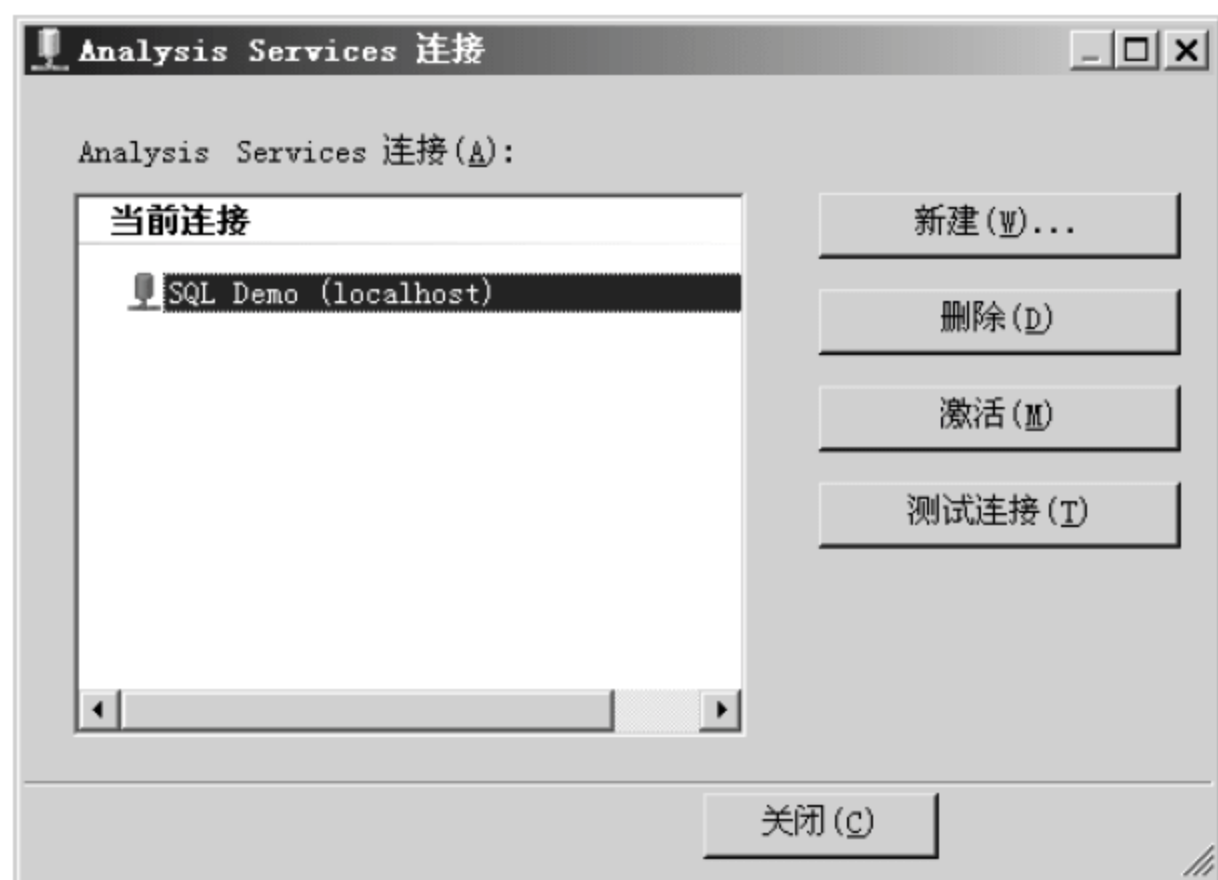 Analysis Services 连接
Analysis Services 连接(A):
当前连接
SQL Demo (localhost)
新建(W)...
删除(D)
激活(M)
测试连接(T)
关闭(C)